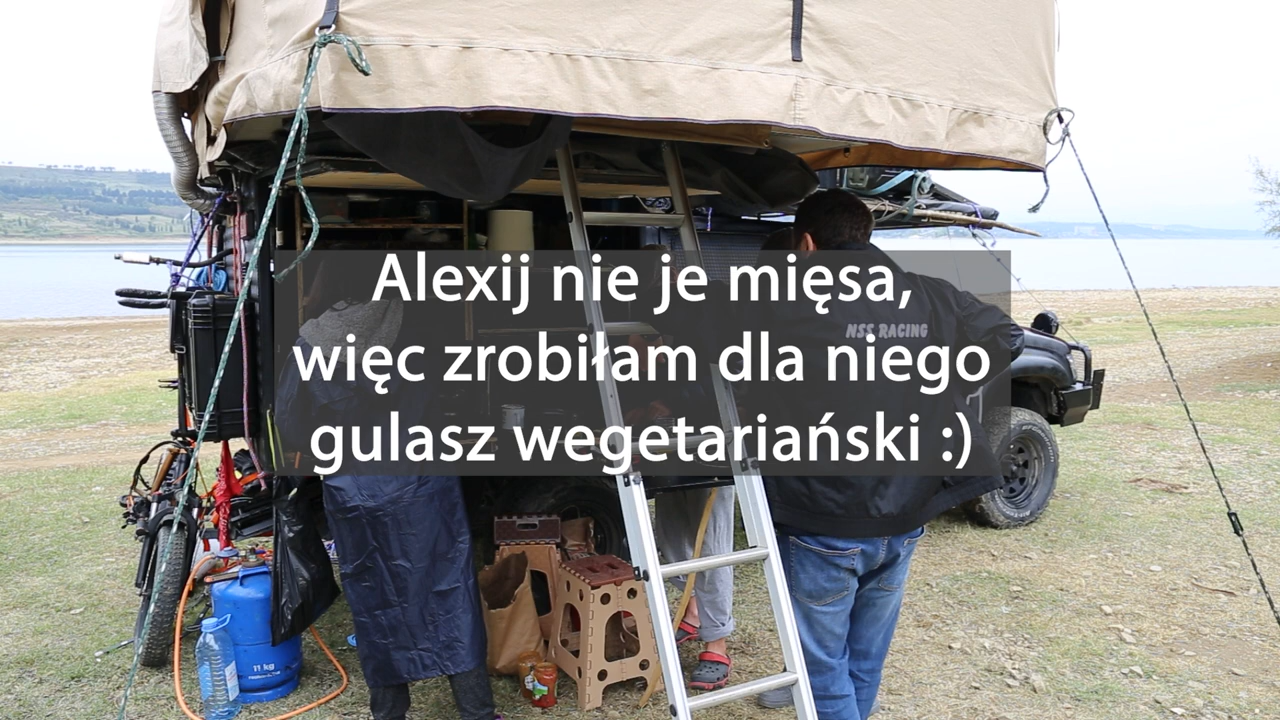 Alexij nie je mięsa,
NSS RACING
więc zrobiłam dla niego
gulasz wegetariański :)
11 kg